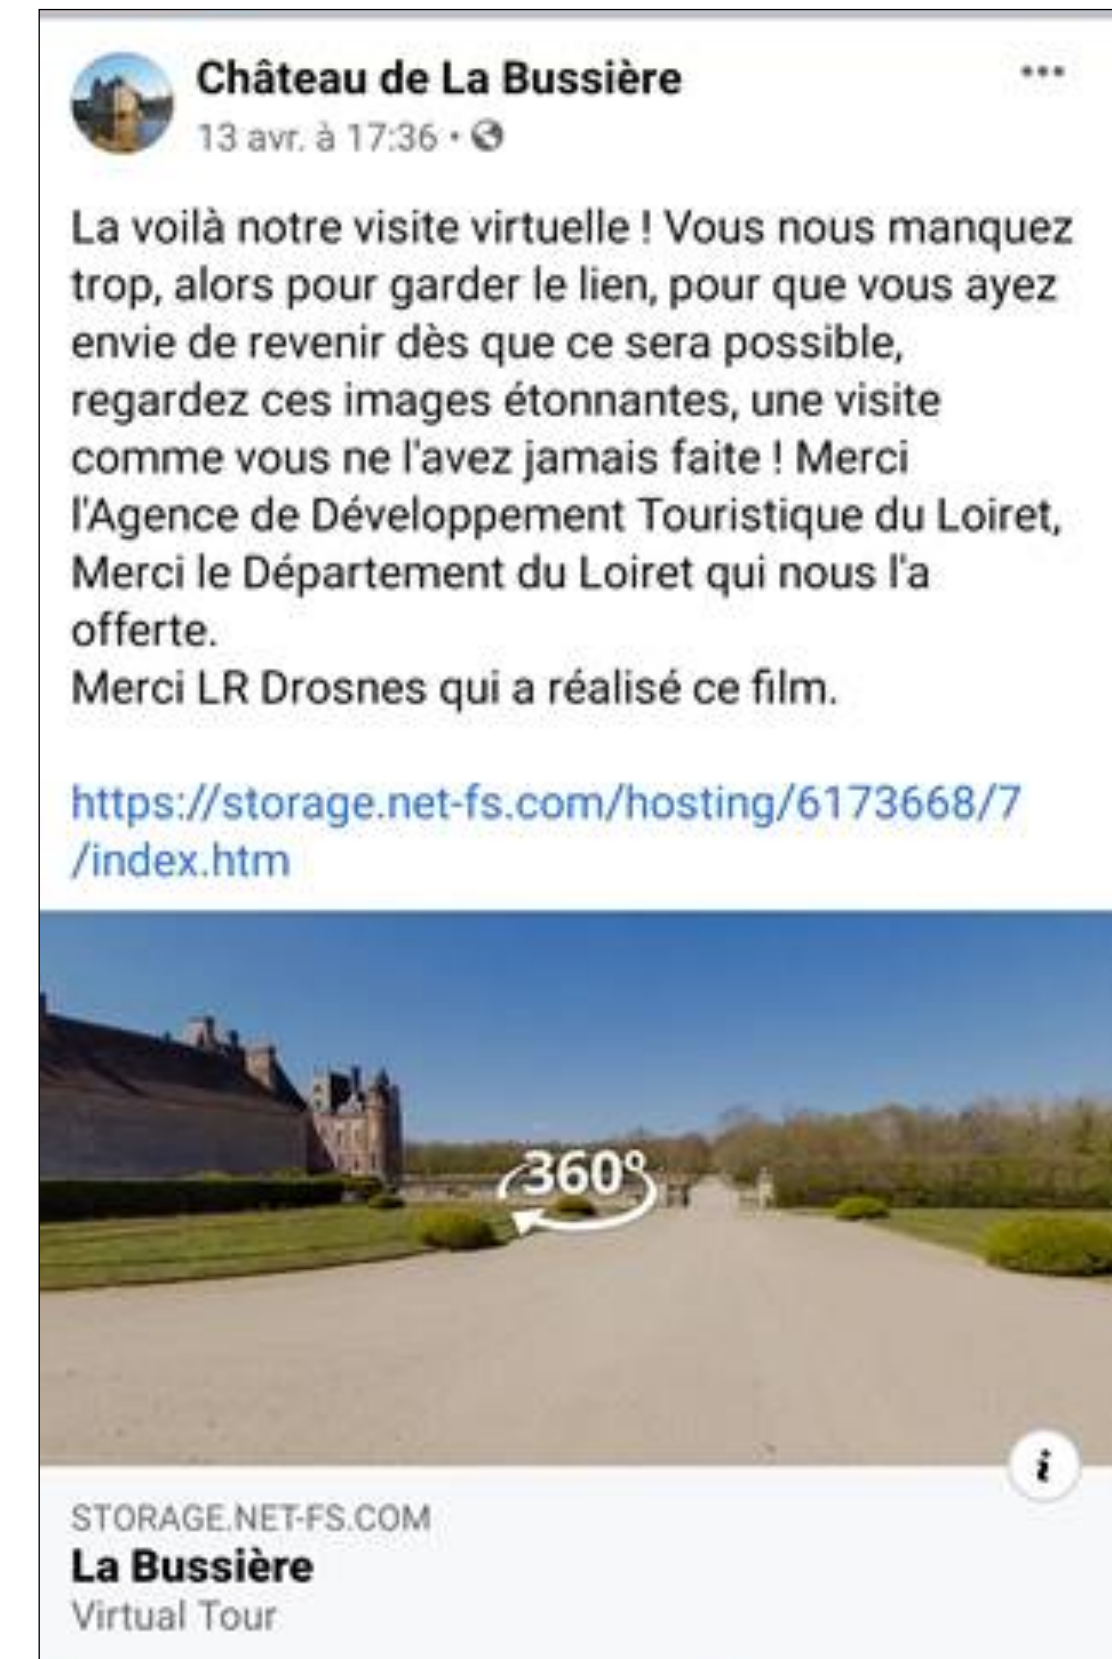 Château de La Bussière
13 avr. à 17:36 •
La voilà notre visite virtuelle ! Vous nous manquez
trop, alors pour garder le lien, pour que vous ayez
envie de revenir dès que ce sera possible,
regardez ces images étonnantes, une visite
comme vous ne l'avez jamais faite ! Merci
l'Agence de Développement Touristique du Loiret,
Merci le Département du Loiret qui nous l'a
offerte.
Merci LR Drosnes qui a réalisé ce film.
https://storage.net-fs.com/hosting/6173668/7
/index.htm
360°
i
STORAGE.NET-FS.COM
La Bussière
Virtual Tour